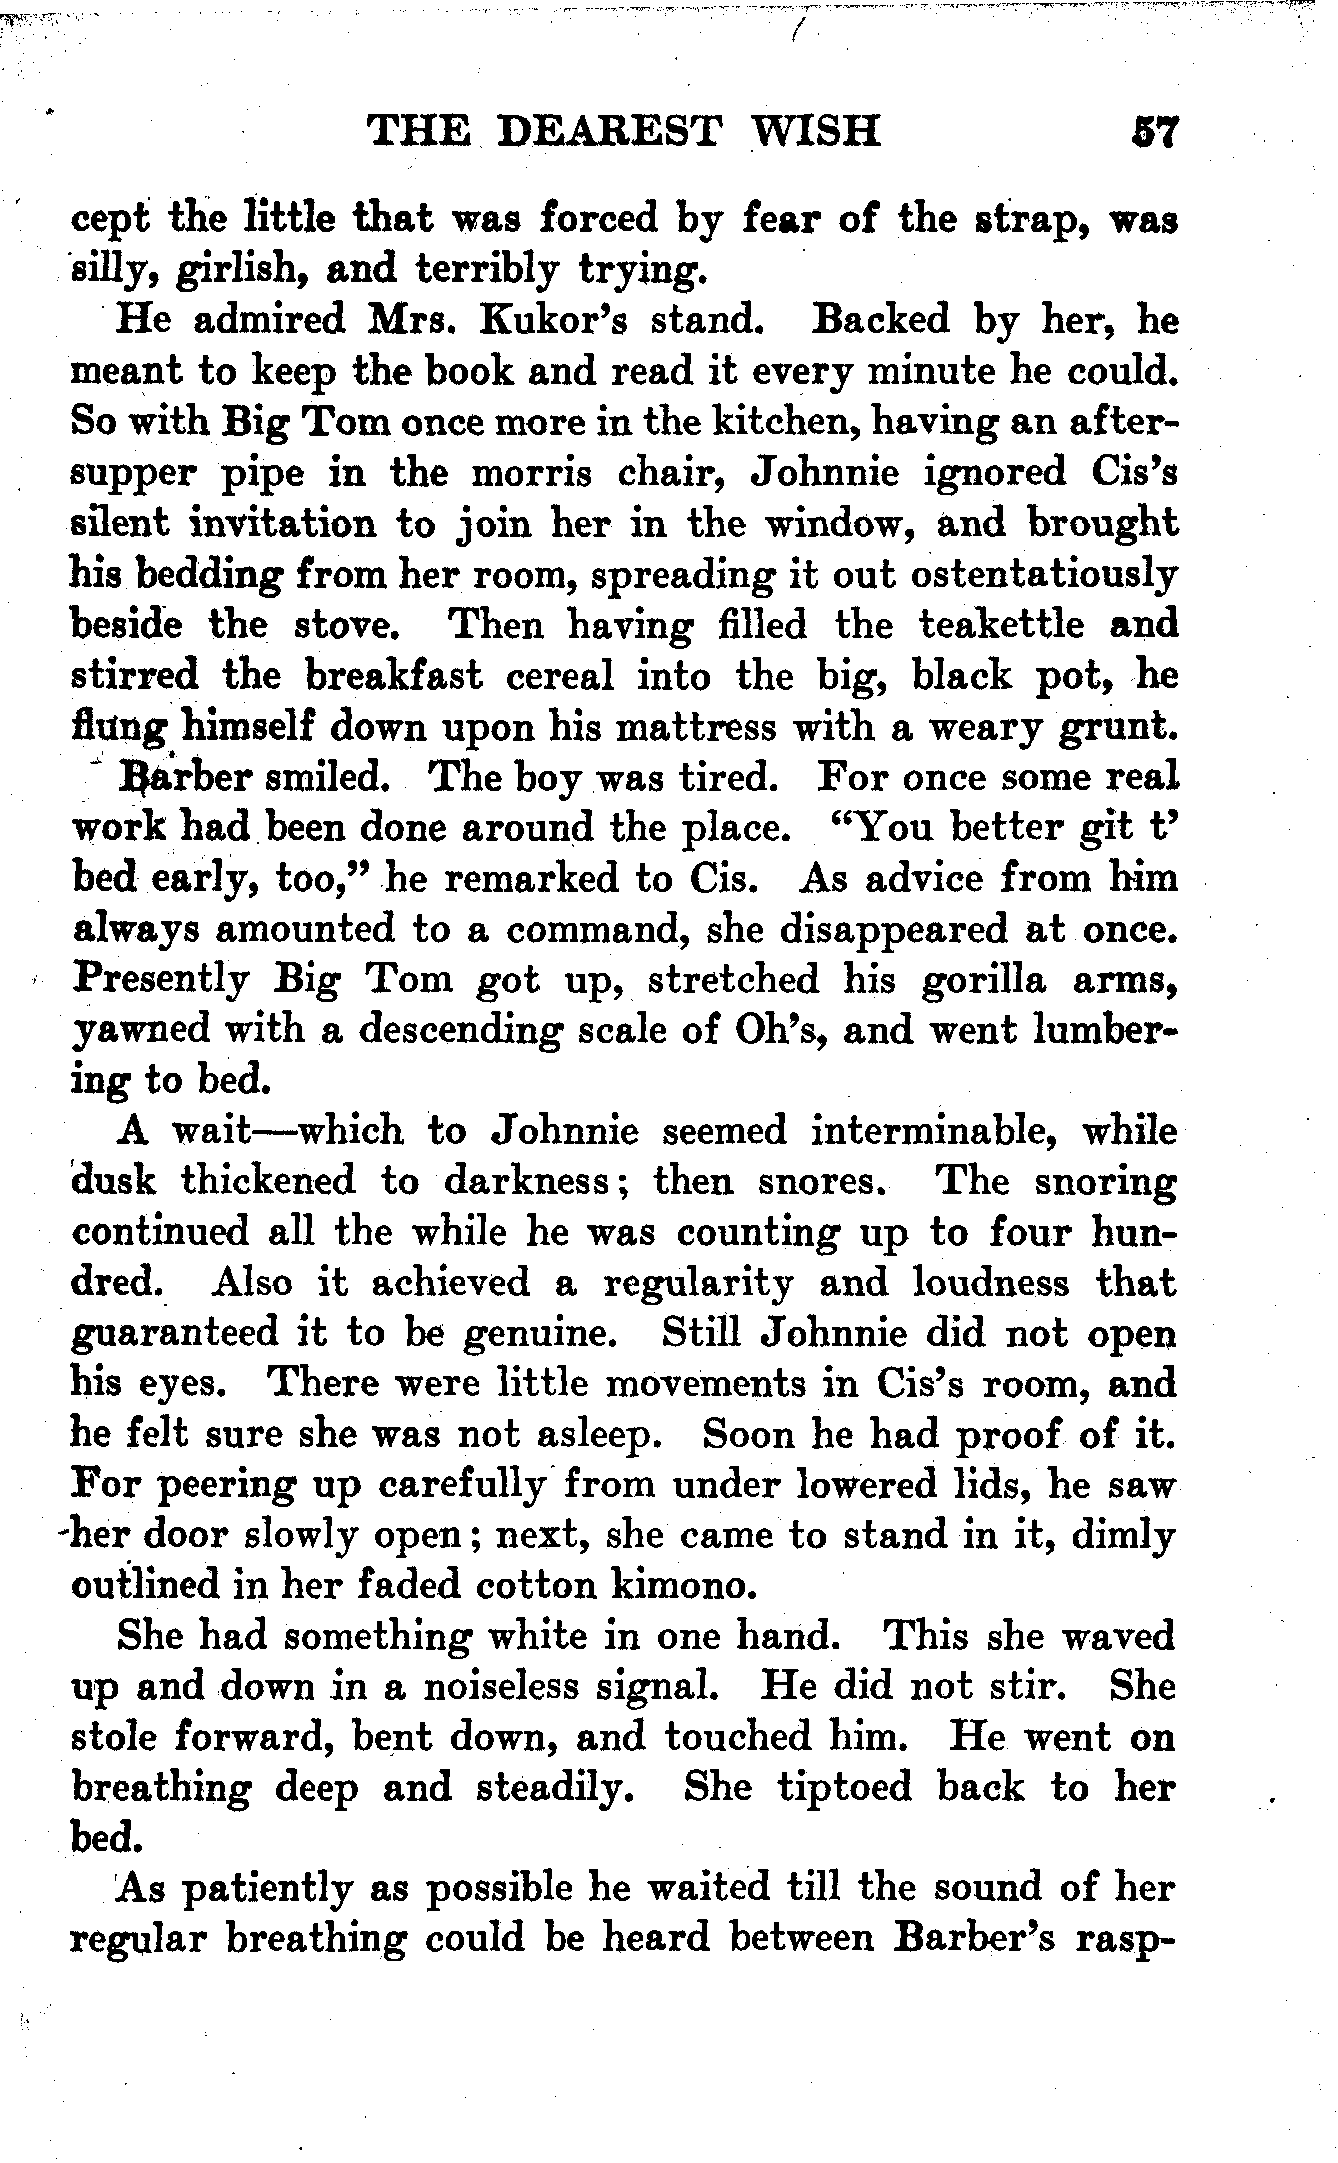 THE DEAREST WISH 57
cept the little that was forced by fear of the strap, was
silly, girlish, and terribly trying.
He admired Mrs. Kukor's stand. Backed by her, he
meant to keep the book and read it every minute he could.
So with Big Tom once more in the kitchen, having an after-
supper pipe in the morris chair, Johnnie ignored Cis's
silent invitation to join her in the window, and brought
his bedding from her room, spreading it out ostentatiously
beside the stove. Then having filled the teakettle and
stirred the breakfast cereal into the big, black pot, he
flung himself down upon his mattress with a weary grunt.
Barber smiled. The boy was tired. For once some real
work had been done around the place. “You better git t’
bed early, too,” he remarked to Cis. As advice from him
always amounted to a command, she disappeared at once.
Presently Big Tom got up, stretched his gorilla arms,
yawned with a descending scale of Oh's, and went lumber-
ing to bed.
A wait—which to Johnnie seemed interminable, while
dusk thickened to darkness; then snores. The snoring
continued all the while he was counting up to four hun-
dred. Also it achieved a regularity and loudness that
guaranteed it to be genuine. Still Johnnie did not open
his eyes. There were little movements in Cis's room, and
he felt sure she was not asleep. Soon he had proof of it.
For peering up carefully from under lowered lids, he saw
her door slowly open; next, she came to stand in it, dimly
outlined in her faded cotton kimono.
She had something white in one hand. This she waved
up and down in a noiseless signal. He did not stir. She
stole forward, bent down, and touched him. He went on
breathing deep and steadily. She tiptoed back to her
bed.
As patiently as possible he waited till the sound of her
regular breathing could be heard between Barber's rasp-